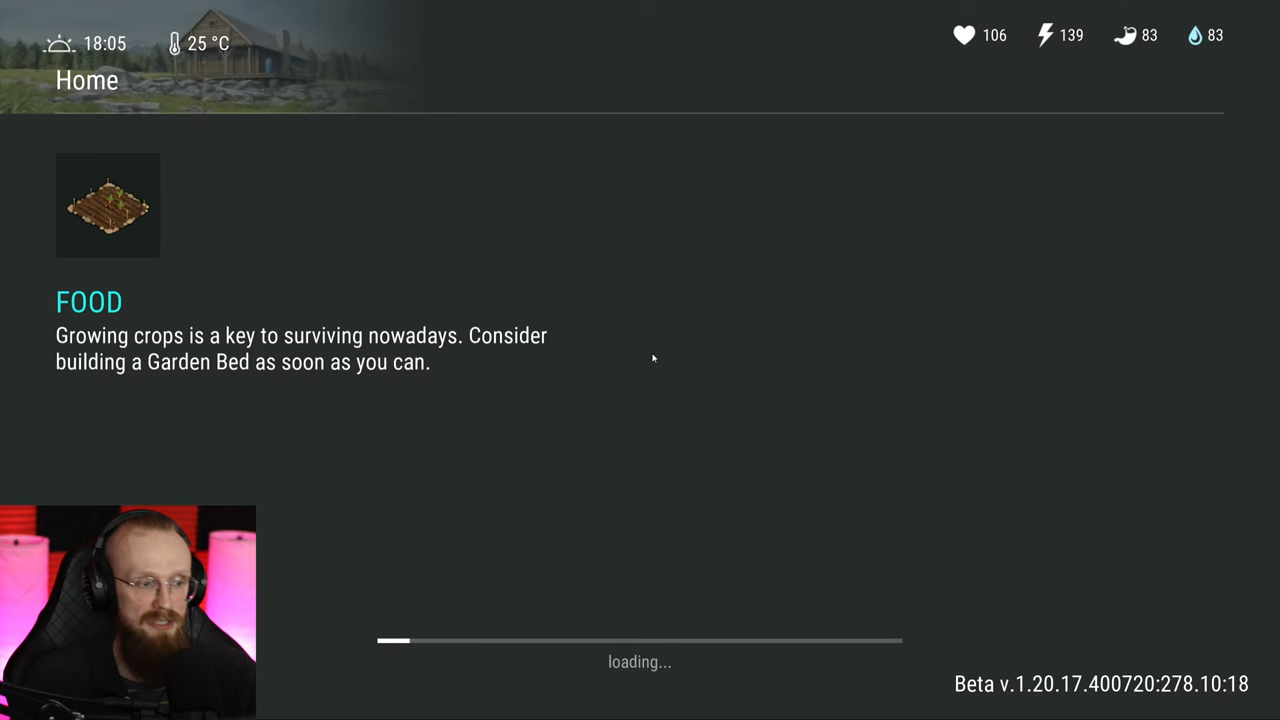 18:05 25 °C
106 139 83 83
Home
FOOD
Growing crops is a key to surviving nowadays. Consider
building a Garden Bed as soon as you can.
loading...
Beta v.1.20.17.400720:278.10:18